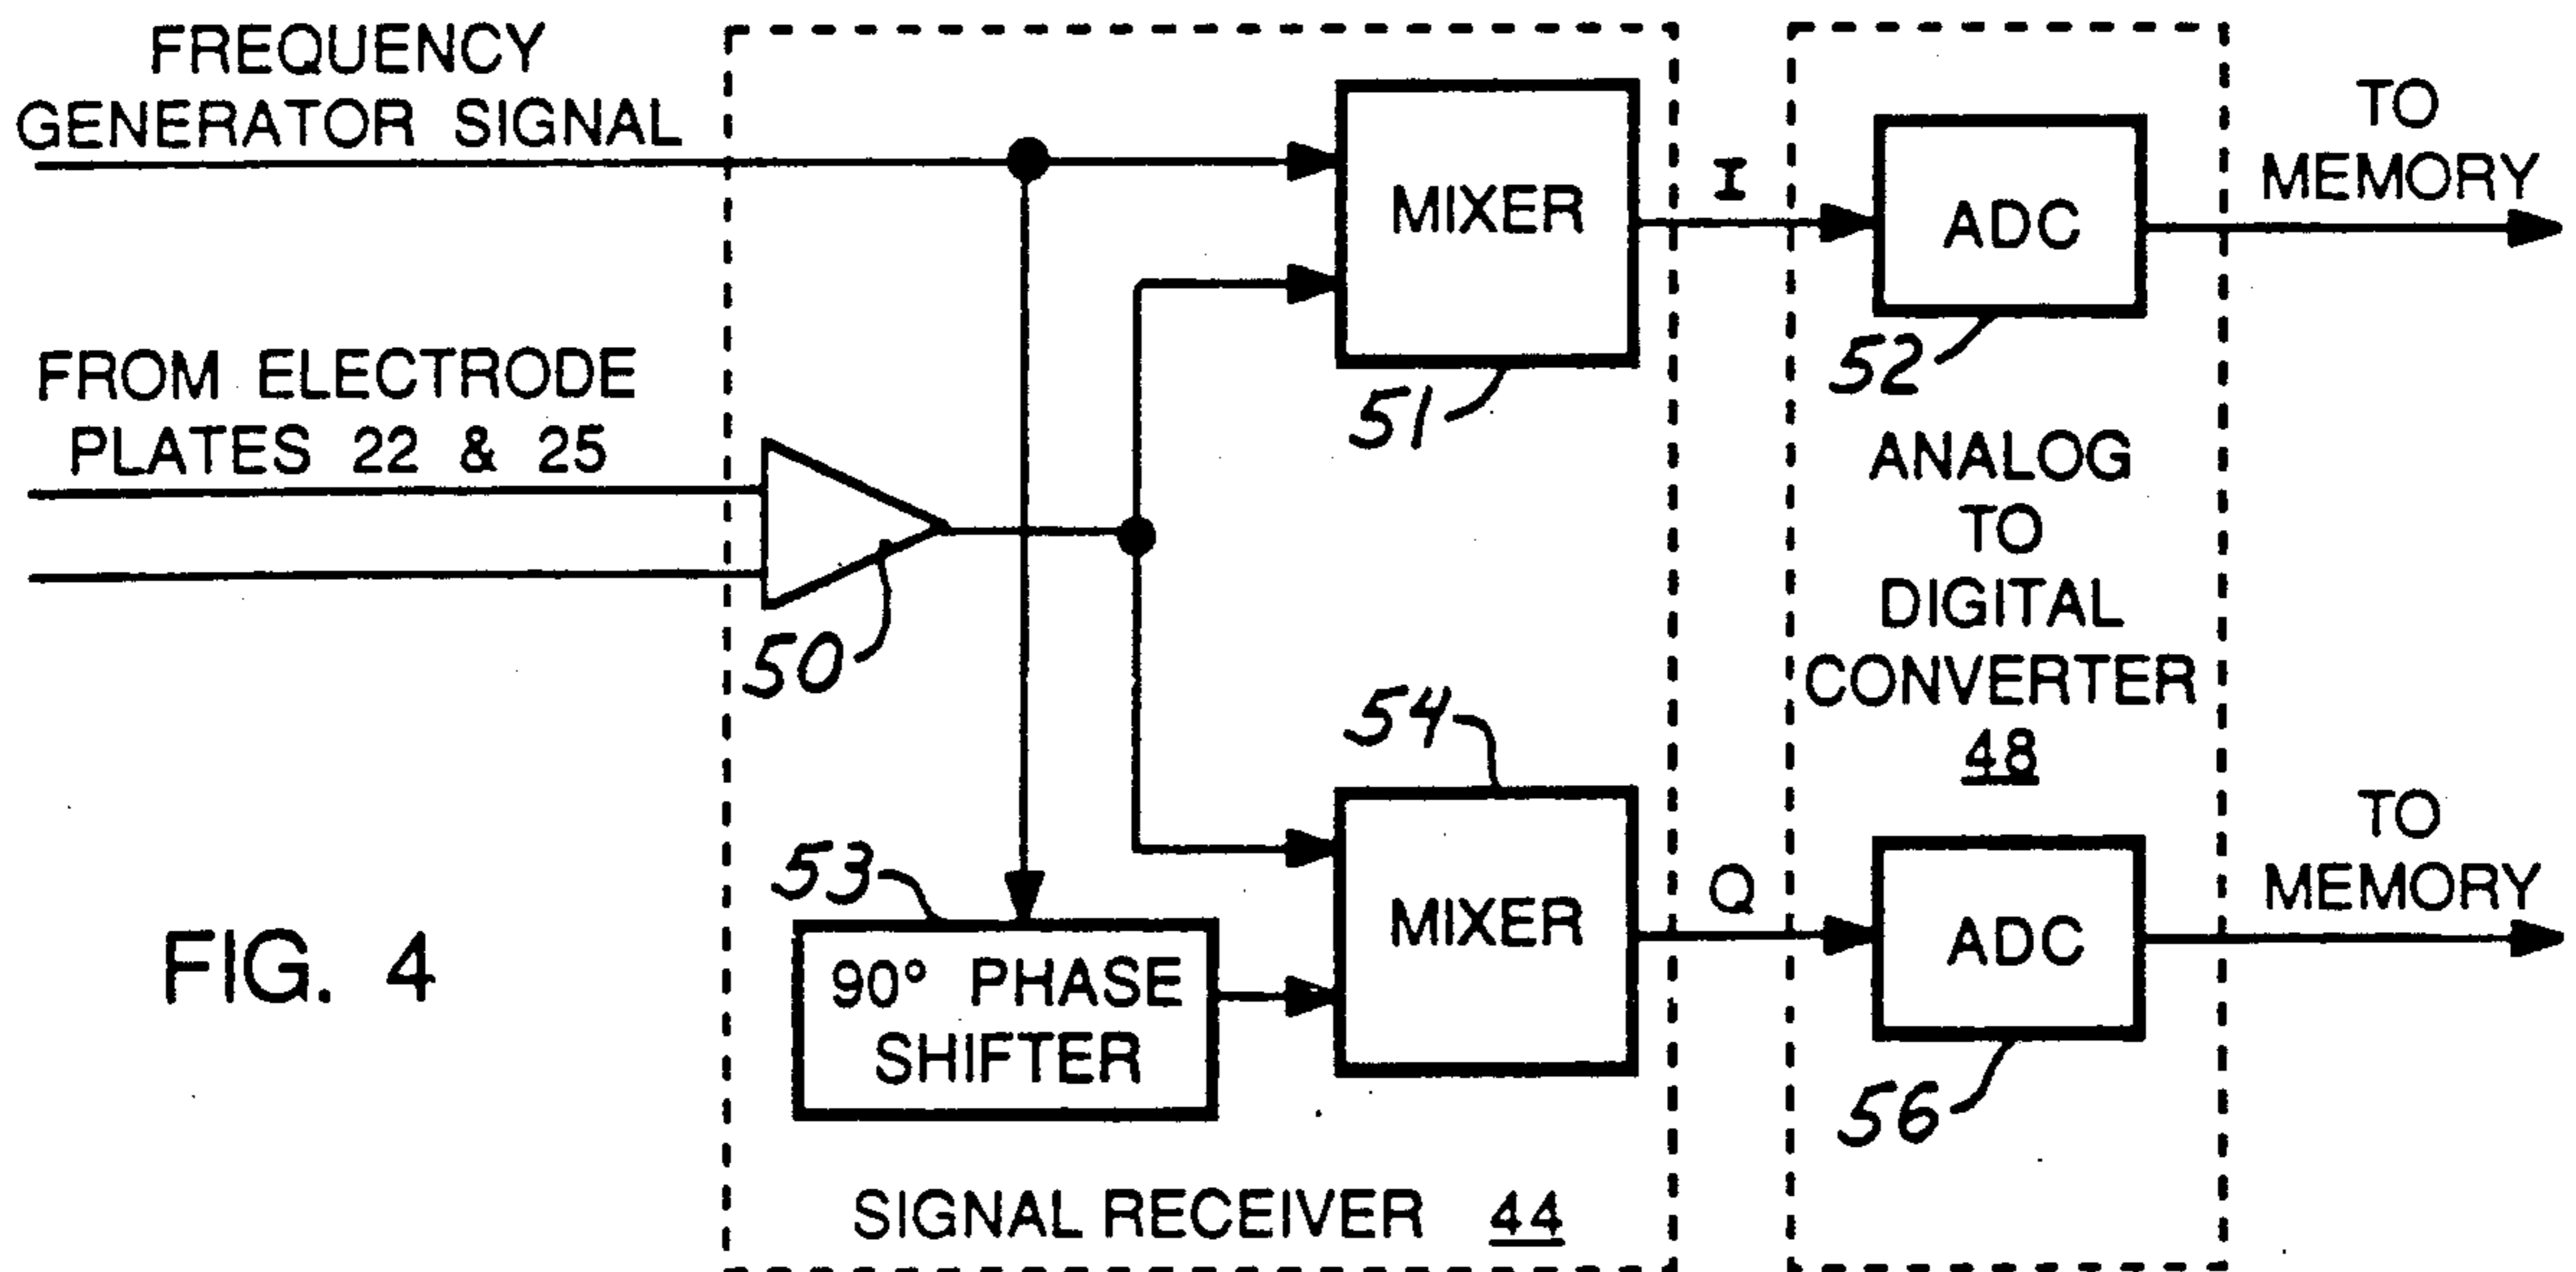 FREQUENCY
GENERATOR SIGNAL
FROM ELECTRODE
PLATES 22 & 25
50
MIXER
51
I
ADC
52
TO
MEMORY
53
90° PHASE
SHIFTER
54
MIXER
Q
ANALOG
TO
DIGITAL
CONVERTER
48
ADC
56
TO
MEMORY
SIGNAL RECEIVER 44
FIG. 4